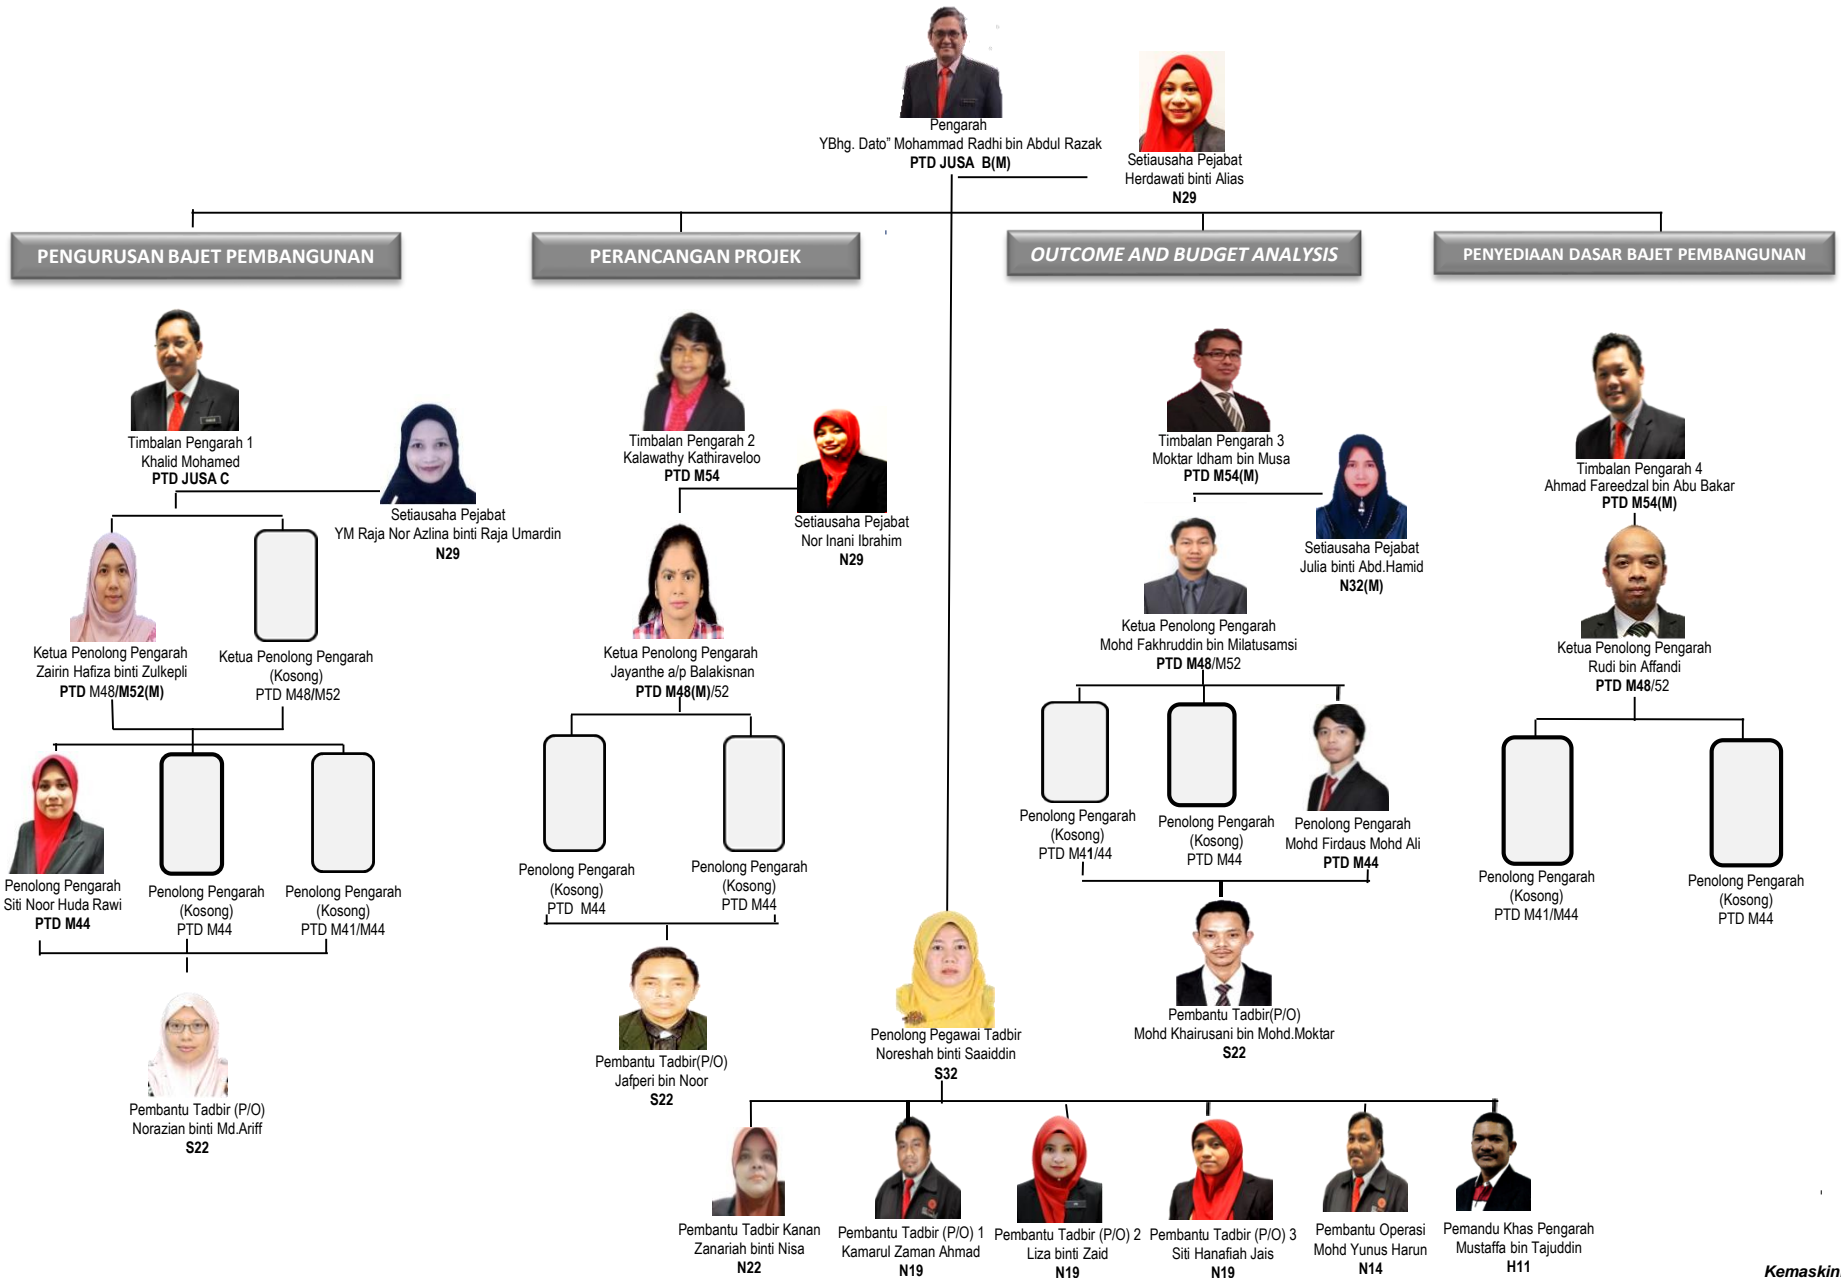 Pengarah
YBhg. Dato” Mohammad Radhi bin Abdul Razak
PTD JUSA B(M)
Setiausaha Pejabat
Herdawati binti Alias
N29
PENGURUSAN BAJET PEMBANGUNAN
PERANCANGAN PROJEK
OUTCOME AND BUDGET ANALYSIS
PENYEDIAAN DASAR BAJET PEMBANGUNAN
Timbalan Pengarah 1
Khalid Mohamed
PTD JUSA C
Setiausaha Pejabat
YM Raja Nor Azlina binti Raja Umardin
N29
Ketua Penolong Pengarah
Zairin Hafiza binti Zulkepli
PTD M48/M52(M)
Ketua Penolong Pengarah
(Kosong)
PTD M48/M52
Penolong Pengarah
Siti Noor Huda Rawi
PTD M44
Penolong Pengarah
(Kosong)
PTD M44
Penolong Pengarah
(Kosong)
PTD M41/M44
Pembantu Tadbir (P/O)
Norazian binti Md.Ariff
S22
Timbalan Pengarah 2
Kalawathy Kathiraveloo
PTD M54
Setiausaha Pejabat
Nor Inani Ibrahim
N29
Ketua Penolong Pengarah
Jayanthe a/p Balakisnan
PTD M48(M)/52
Penolong Pengarah
(Kosong)
PTD M44
Penolong Pengarah
(Kosong)
PTD M44
Pembantu Tadbir(P/O)
Jafperi bin Noor
S22
Timbalan Pengarah 3
Moktar Idham bin Musa
PTD M54(M)
Setiausaha Pejabat
Julia binti Abd.Hamid
N32(M)
Ketua Penolong Pengarah
Mohd Fakhruddin bin Milatusamsi
PTD M48/M52
Penolong Pengarah
(Kosong)
PTD M41/44
Penolong Pengarah
(Kosong)
PTD M44
Penolong Pengarah
Mohd Firdaus Mohd Ali
PTD M44
Pembantu Tadbir(P/O)
Mohd Khairusani bin Mohd.Moktar
S22
Timbalan Pengarah 4
Ahmad Fareedzal bin Abu Bakar
PTD M54(M)
Ketua Penolong Pengarah
Rudi bin Affandi
PTD M48/52
Penolong Pengarah
(Kosong)
PTD M41/M44
Penolong Pengarah
(Kosong)
PTD M44
Penolong Pegawai Tadbir
Noreshah binti Saaiddin
S32
Pembantu Tadbir Kanan
Zanariah binti Nisa
N22
Pembantu Tadbir (P/O) 1
Kamarul Zaman Ahmad
N19
Pembantu Tadbir (P/O) 2
Liza binti Zaid
N19
Pembantu Tadbir (P/O) 3
Siti Hanafiah Jais
N19
Pembantu Operasi
Mohd Yunus Harun
N14
Pemandu Khas Pengarah
Mustaffa bin Tajuddin
H11
Kemaskin